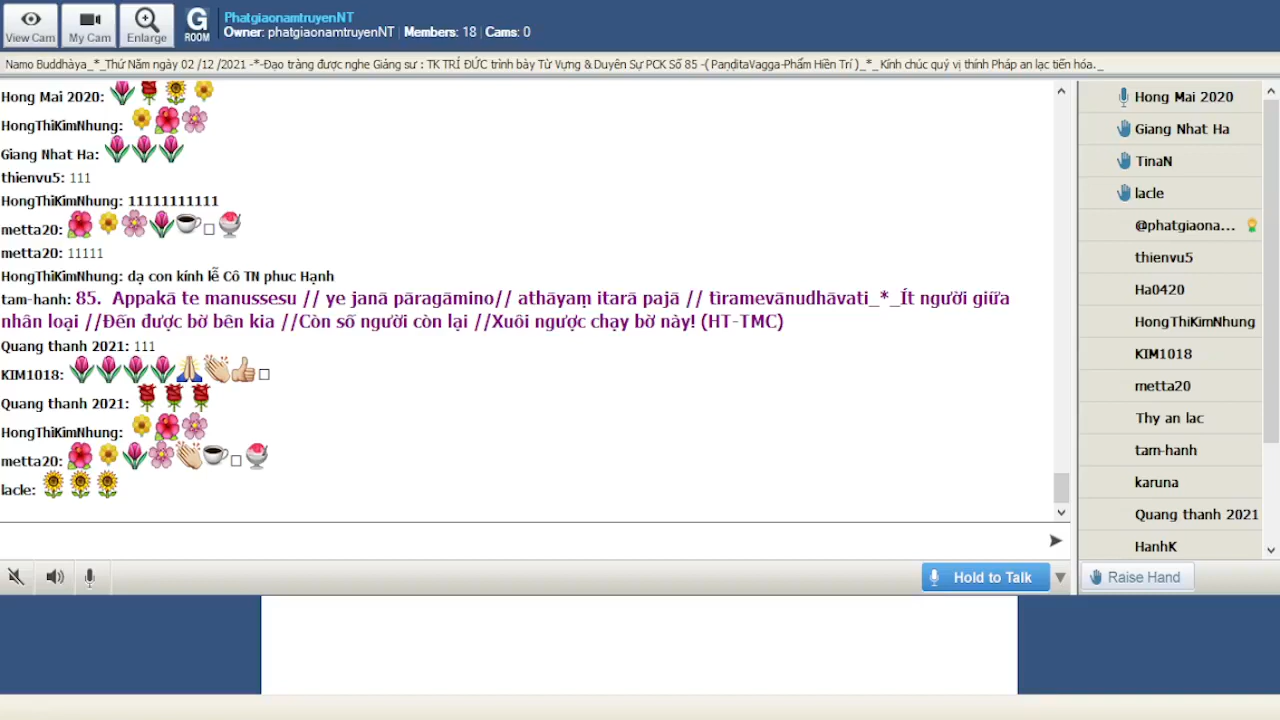 View Cam
My Cam
Enlarge
G
ROOM
PhatgiaonamtruyenNT
Owner: phatgiaonamtruyenNT | Members: 18 | Cams: 0
Namo Buddhàya_*_Thứ Năm ngày 02 /12 /2021 -*-Đạo tràng được nghe Giảng sư : TK TRÍ ĐỨC trình bày Từ Vựng & Duyên Sự PCK Số 85 -( PaṇḍitaVagga-Phẩm Hiền Trí )_*_ Kính chúc quý vị thính Pháp an lạc tiến hóa._
Hong Mai 2020:
HongThiKimNhung:
Giang Nhat Ha:
thienvu5: 111
HongThiKimNhung: 11111111111
metta20:
metta20: 11111
HongThiKimNhung: dạ con kính lễ Cô TN phuc Hạnh
tam-hanh: 85. Appakā te manussesu // ye janā pāragāmino// athāyaṃ itarā pajā // tìramevānudhāvati_*_Ít người giữa
nhân loại //Đến được bờ bên kia //Còn số người còn lại //Xuôi ngược chạy bờ này! (HT-TMC)
Quang thanh 2021: 111
KIM1018:
Quang thanh 2021:
HongThiKimNhung:
metta20:
lacle:
Hold to Talk
Hong Mai 2020
Giang Nhat Ha
TinaN
lacle
@phatgiaona...
thienvu5
Ha0420
HongThiKimNhung
KIM1018
metta20
Thy an lac
tam-hanh
karuna
Quang thanh 2021
HanhK
Raise Hand